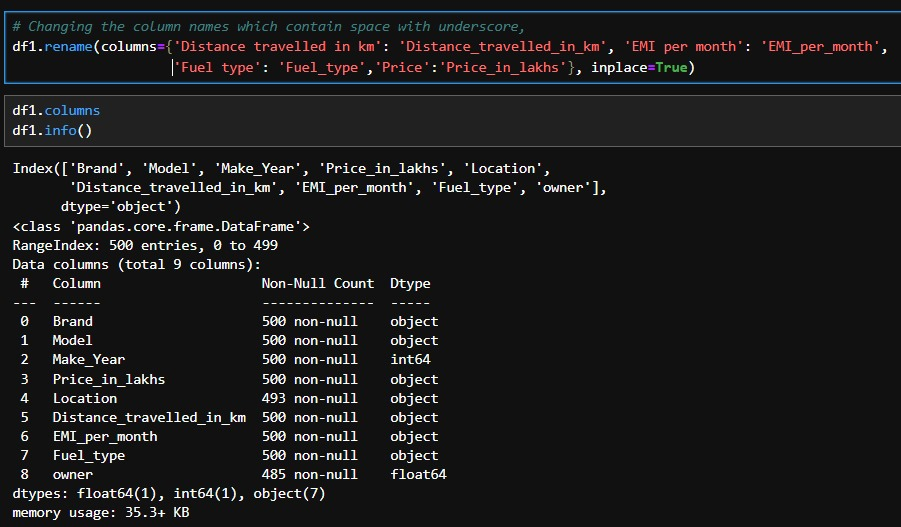 # Changing the column names which contain space with underscore,
df1.rename(columns={'Distance travelled in km': 'Distance_travelled_in_km', 'EMI per month': 'EMI_per_month',
'Fuel type': 'Fuel_type','Price':'Price_in_lakhs'}, inplace=True)
df1.columns
df1.info()
Index(['Brand', 'Model', 'Make_Year', 'Price_in_lakhs', 'Location',
'Distance_travelled_in_km', 'EMI_per_month', 'Fuel_type', 'owner'],
dtype='object')
<class 'pandas.core.frame.DataFrame'>
RangeIndex: 500 entries, 0 to 499
Data columns (total 9 columns):
#   Column                    Non-Null Count  Dtype
---  ------                    --------------  -----
0   Brand                     500 non-null    object
1   Model                     500 non-null    object
2   Make_Year                 500 non-null    int64
3   Price_in_lakhs            500 non-null    object
4   Location                  493 non-null    object
5   Distance_travelled_in_km  500 non-null    object
6   EMI_per_month             500 non-null    object
7   Fuel_type                 500 non-null    object
8   owner                     485 non-null    float64
dtypes: float64(1), int64(1), object(7)
memory usage: 35.3+ KB